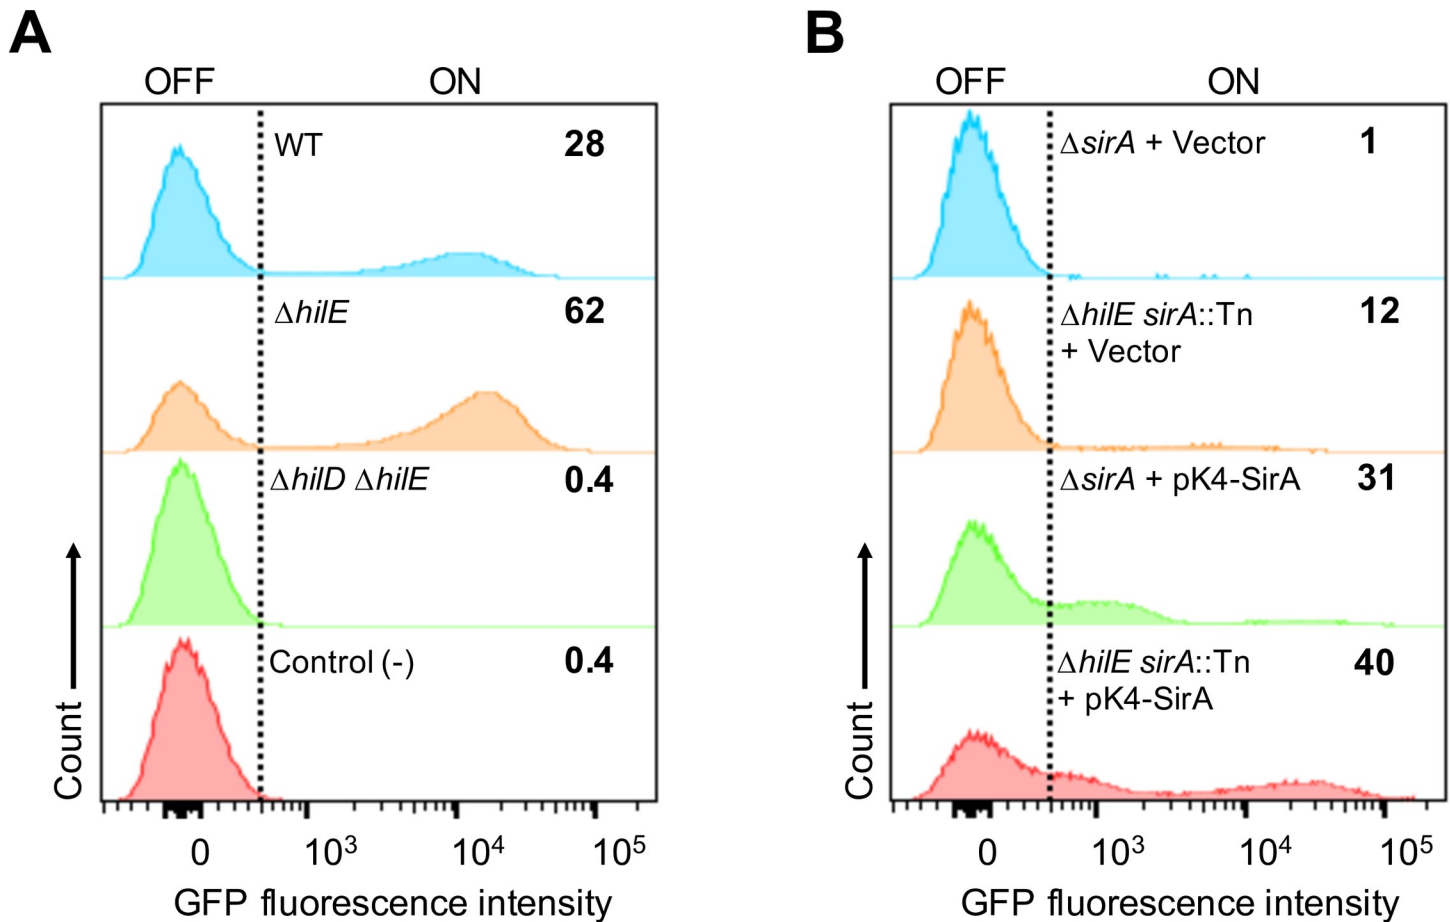 A
OFF ON
WT 28
ΔhilE 62
ΔhilD ΔhilE 0.4
Control (-) 0.4
Count
0 10³ 10⁴ 10⁵
GFP fluorescence intensity
B
OFF ON
ΔsirA + Vector 1
ΔhilE sirA::Tn 12
+ Vector
ΔsirA + pK4-SirA 31
ΔhilE sirA::Tn 40
+ pK4-SirA
Count
0 10³ 10⁴ 10⁵
GFP fluorescence intensity